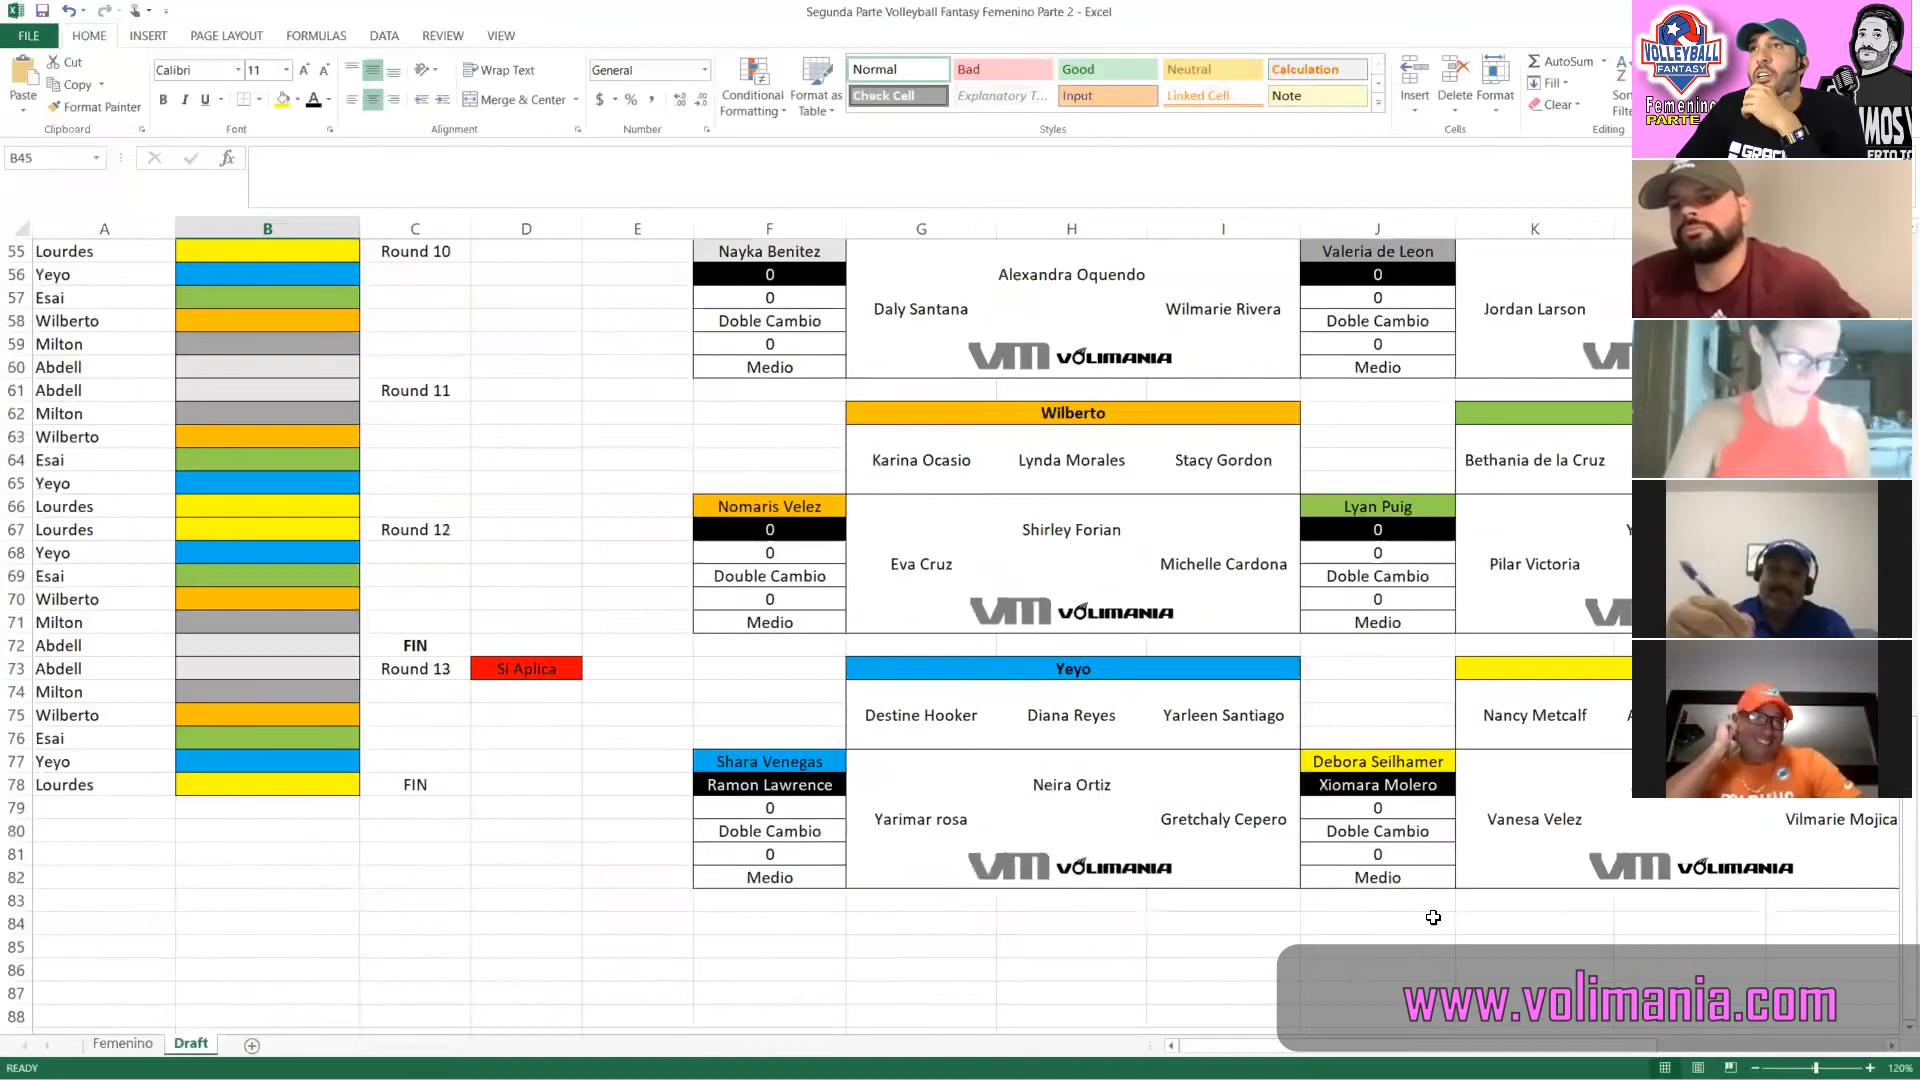 Segunda Parte Volleyball Fantasy Femenino Parte 2 - Excel
FILE HOME INSERT PAGE LAYOUT FORMULAS DATA REVIEW VIEW
Paste
Cut
Copy
Format Painter
Clipboard
Calibri 11
B I U
Font
Wrap Text
Merge & Center
Alignment
General
$ % ,
Number
Conditional Formatting
Format as Table
Normal Bad Good Neutral Calculation
Check Cell Explanatory T... Input Linked Cell Note
Styles
Insert Delete Format
Cells
AutoSum
Fill
Clear
Editing
VOLLEYBALL
FANTASY
Femenino
PARTE
B45
fx
A B C D E F G H I J K
55 Lourdes Round 10 Nayka Benitez Valeria de Leon
56 Yeyo 0 Alexandra Oquendo 0
57 Esai 0 Daly Santana Wilmarie Rivera 0 Jordan Larson
58 Wilberto Doble Cambio Doble Cambio
59 Milton 0 VM VOLIMANIA 0
60 Abdell Medio Medio
61 Abdell Round 11
62 Milton Wilberto
63 Wilberto
64 Esai Karina Ocasio Lynda Morales Stacy Gordon Bethania de la Cruz
65 Yeyo
66 Lourdes Nomaris Velez Lyan Puig
67 Lourdes Round 12 0 Shirley Forian 0
68 Yeyo 0 Eva Cruz Michelle Cardona 0 Pilar Victoria
69 Esai Double Cambio Doble Cambio
70 Wilberto 0 VM VOLIMANIA 0
71 Milton Medio Medio
72 Abdell FIN
73 Abdell Round 13 Si Aplica Yeyo
74 Milton
75 Wilberto Destine Hooker Diana Reyes Yarleen Santiago Nancy Metcalf
76 Esai
77 Yeyo Shara Venegas Debora Seilhamer
78 Lourdes FIN Ramon Lawrence Neira Ortiz Xiomara Molero
79 0 Yarimar rosa Gretchaly Cepero 0 Vanesa Velez Vilmarie Mojica
80 Doble Cambio Doble Cambio
81 0 VM VOLIMANIA 0 VM VOLIMANIA
82 Medio Medio
83
84
85
86
87
88
www.volimania.com
Femenino Draft
READY
120%